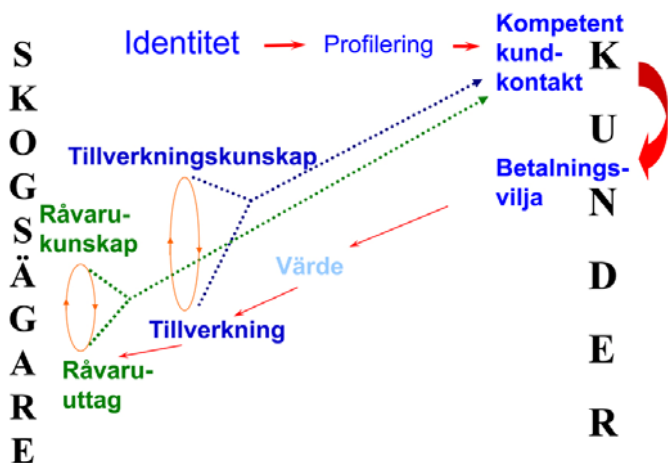 SKOGSÄGARE
Identitet
Profilering
Kompetent
kund-
kontakt
KUNDER
Tillverkningskunskap
Betalnings-
vilja
Råvaru-
kunskap
Värde
Tillverkning
Råvaru-
uttag